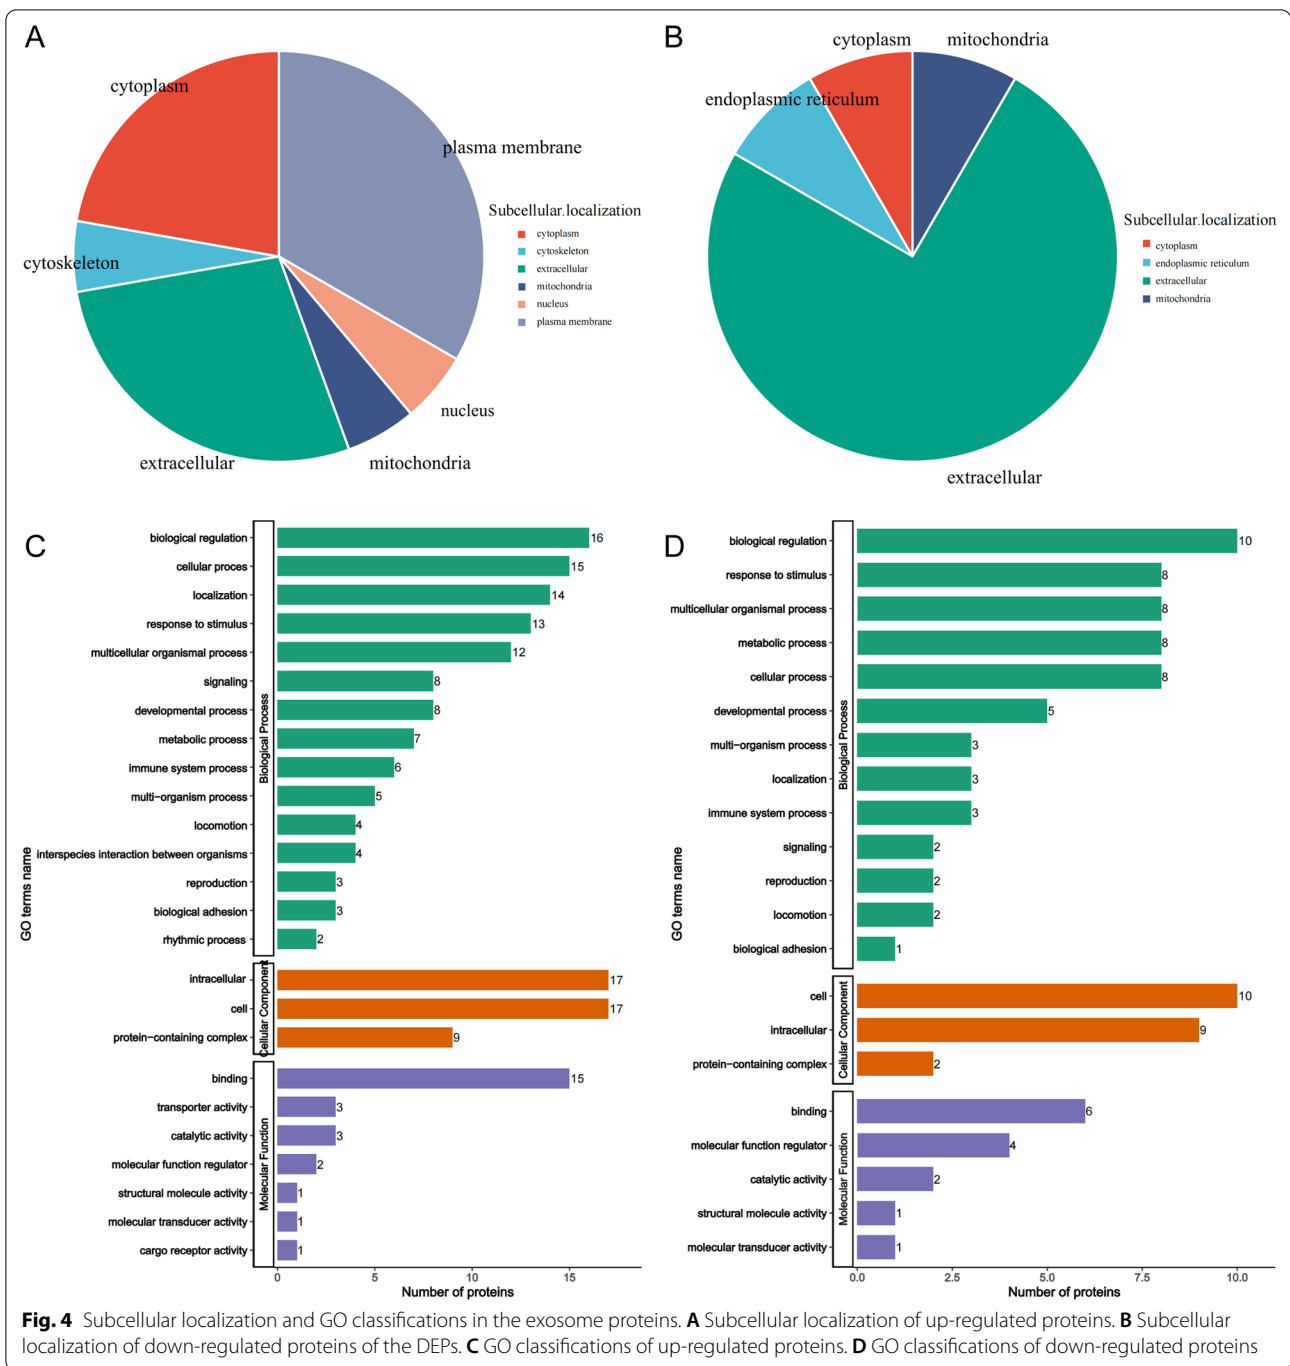 A
cytoplasm
plasma membrane
cytoskeleton
extracellular
mitochondria
nucleus
Subcellular.localization
cytoplasm
cytoskeleton
extracellular
mitochondria
nucleus
plasma membrane
B
cytoplasm
mitochondria
endoplasmic reticulum
extracellular
Subcellular.localization
cytoplasm
endoplasmic reticulum
extracellular
mitochondria
C
GO terms name
Biological Process
biological regulation 16
cellular proces 15
localization 14
response to stimulus 13
multicellular organismal process 12
signaling 8
developmental process 8
metabolic process 7
immune system process 6
multi-organism process 5
locomotion 4
interspecies interaction between organisms 4
reproduction 3
biological adhesion 3
rhythmic process 2
Cellular Component
intracellular 17
cell 17
protein-containing complex 9
Molecular Function
binding 15
transporter activity 3
catalytic activity 3
molecular function regulator 2
structural molecule activity 1
molecular transducer activity 1
cargo receptor activity 1
0 5 10 15
Number of proteins
D
GO terms name
Biological Process
biological regulation 10
response to stimulus 8
multicellular organismal process 8
metabolic process 8
cellular process 8
developmental process 5
multi-organism process 3
localization 3
immune system process 3
signaling 2
reproduction 2
locomotion 2
biological adhesion 1
Cellular Component
cell 10
intracellular 9
protein-containing complex 2
Molecular Function
binding 6
molecular function regulator 4
catalytic activity 2
structural molecule activity 1
molecular transducer activity 1
0.0 2.5 5.0 7.5 10.0
Number of proteins
Fig. 4 Subcellular localization and GO classifications in the exosome proteins. A Subcellular localization of up-regulated proteins. B Subcellular
localization of down-regulated proteins of the DEPs. C GO classifications of up-regulated proteins. D GO classifications of down-regulated proteins